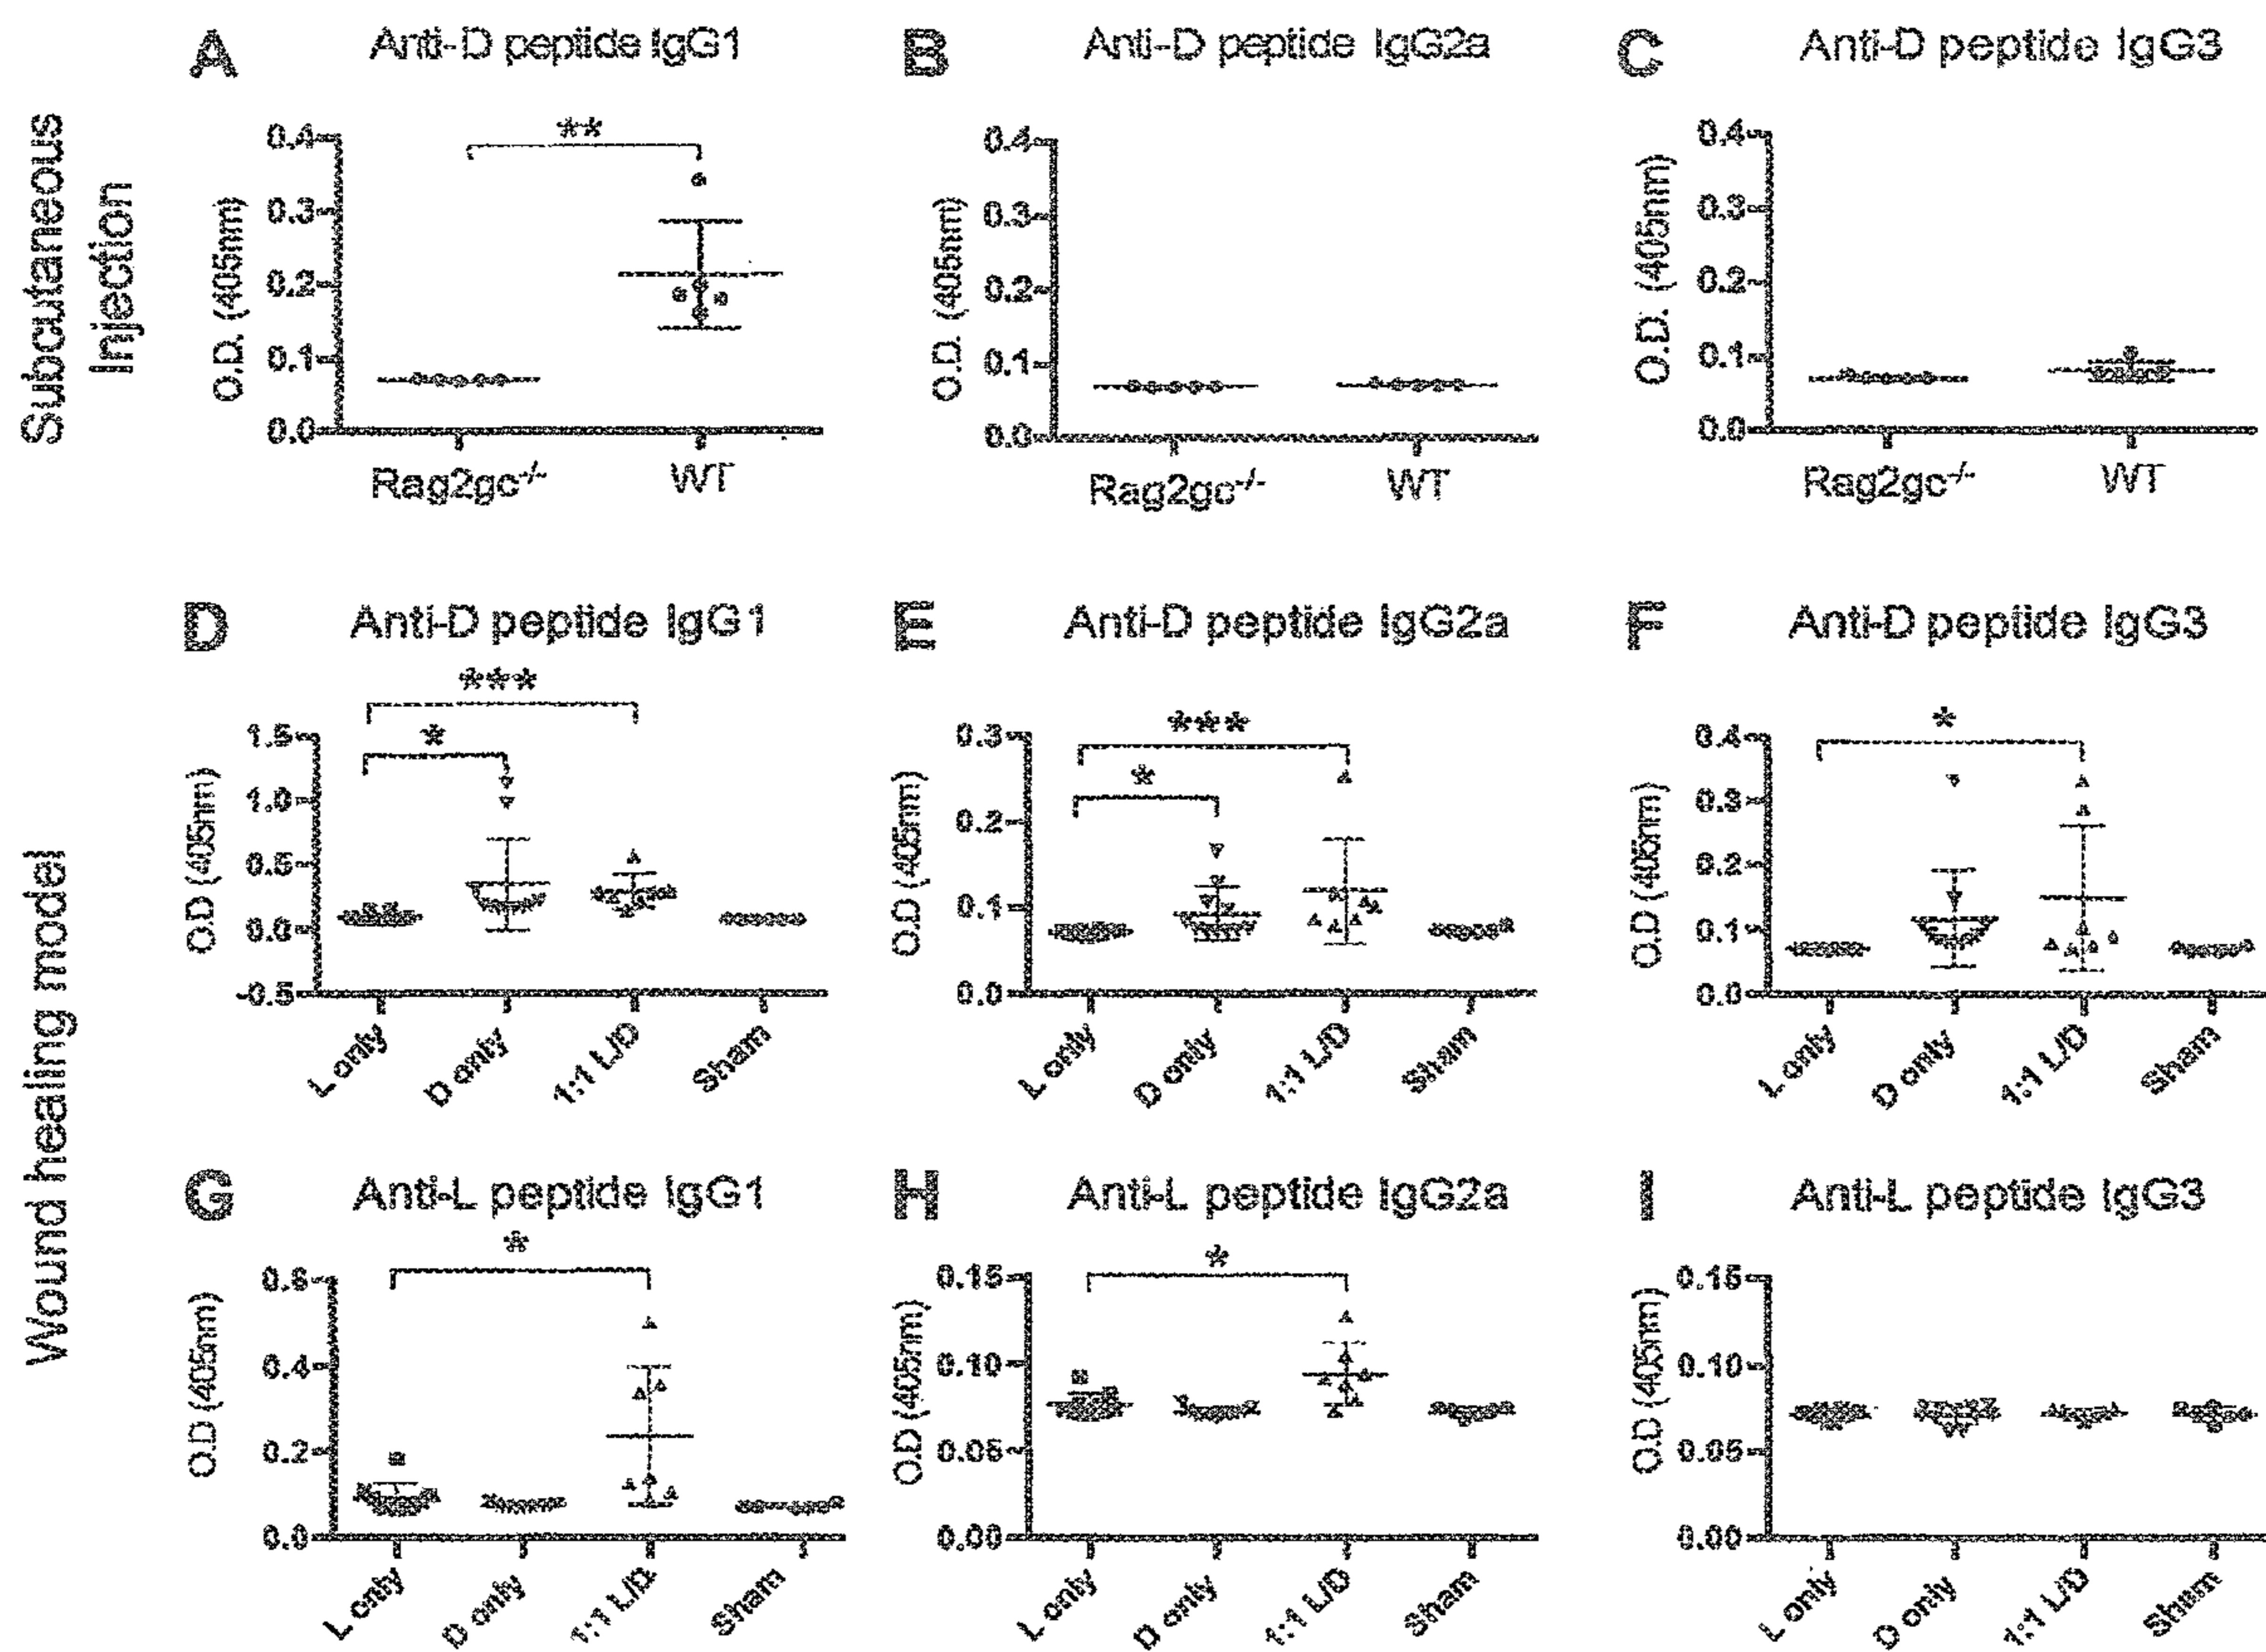 A Anti-D peptide IgG1
B Anti-D peptide IgG2a
C Anti-D peptide IgG3
Subcutaneous
Injection
O.D. (405nm)
0.4
0.3
0.2
0.1
0.0
**
Rag2gc-/- WT
O.D. (405nm)
0.4
0.3
0.2
0.1
0.0
Rag2gc-/- WT
O.D. (405nm)
0.4
0.3
0.2
0.1
0.0
Rag2gc-/- WT
Wound healing model
D Anti-D peptide IgG1
***
*
O.D (405nm)
1.5
1.0
0.5
0.0
-0.5
L only D only 1:1 L/D Sham
E Anti-D peptide IgG2a
***
*
O.D (405nm)
0.3
0.2
0.1
0.0
L only D only 1:1 L/D Sham
F Anti-D peptide IgG3
*
O.D (405nm)
0.4
0.3
0.2
0.1
0.0
L only D only 1:1 L/D Sham
G Anti-L peptide IgG1
*
O.D (405nm)
0.6
0.4
0.2
0.0
L only D only 1:1 L/D Sham
H Anti-L peptide IgG2a
*
O.D (405nm)
0.15
0.10
0.05
0.00
L only D only 1:1 L/D Sham
I Anti-L peptide IgG3
O.D (405nm)
0.15
0.10
0.05
0.00
L only D only 1:1 L/D Sham